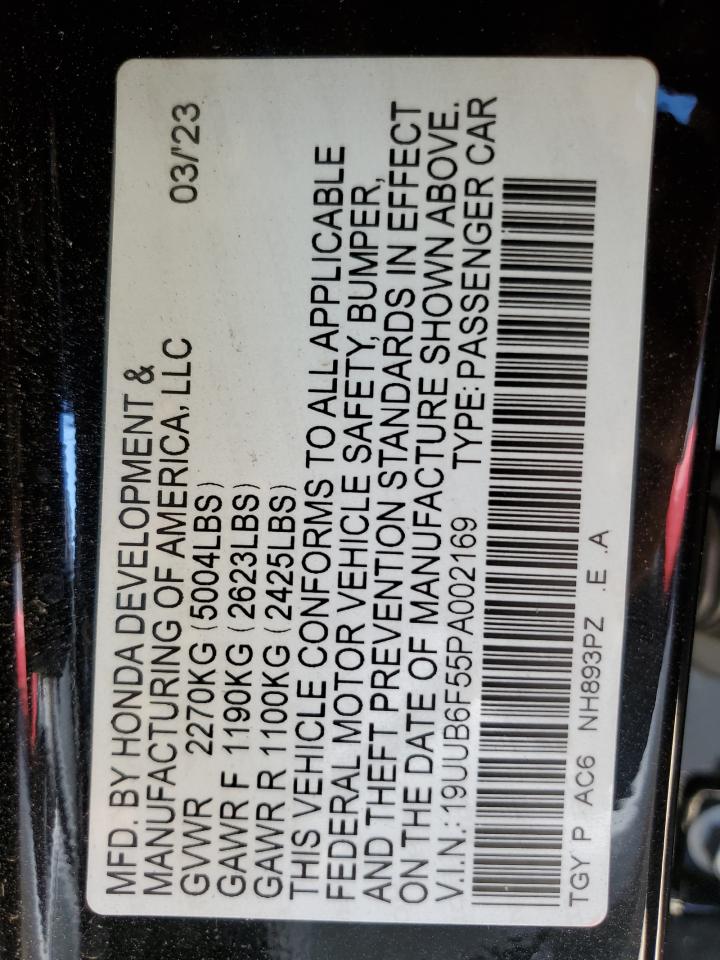 MFD. BY HONDA DEVELOPMENT &
MANUFACTURING OF AMERICA, LLC 03/'23
GVWR 2270KG (5004LBS)
GAWR F 1190KG (2623LBS)
GAWR R 1100KG (2425LBS)
THIS VEHICLE CONFORMS TO ALL APPLICABLE
FEDERAL MOTOR VEHICLE SAFETY, BUMPER,
AND THEFT PREVENTION STANDARDS IN EFFECT
ON THE DATE OF MANUFACTURE SHOWN ABOVE.
V.I.N.: 19UUB6F55PA002169 TYPE: PASSENGER CAR
TGY P AC6 NH893PZ .E .A